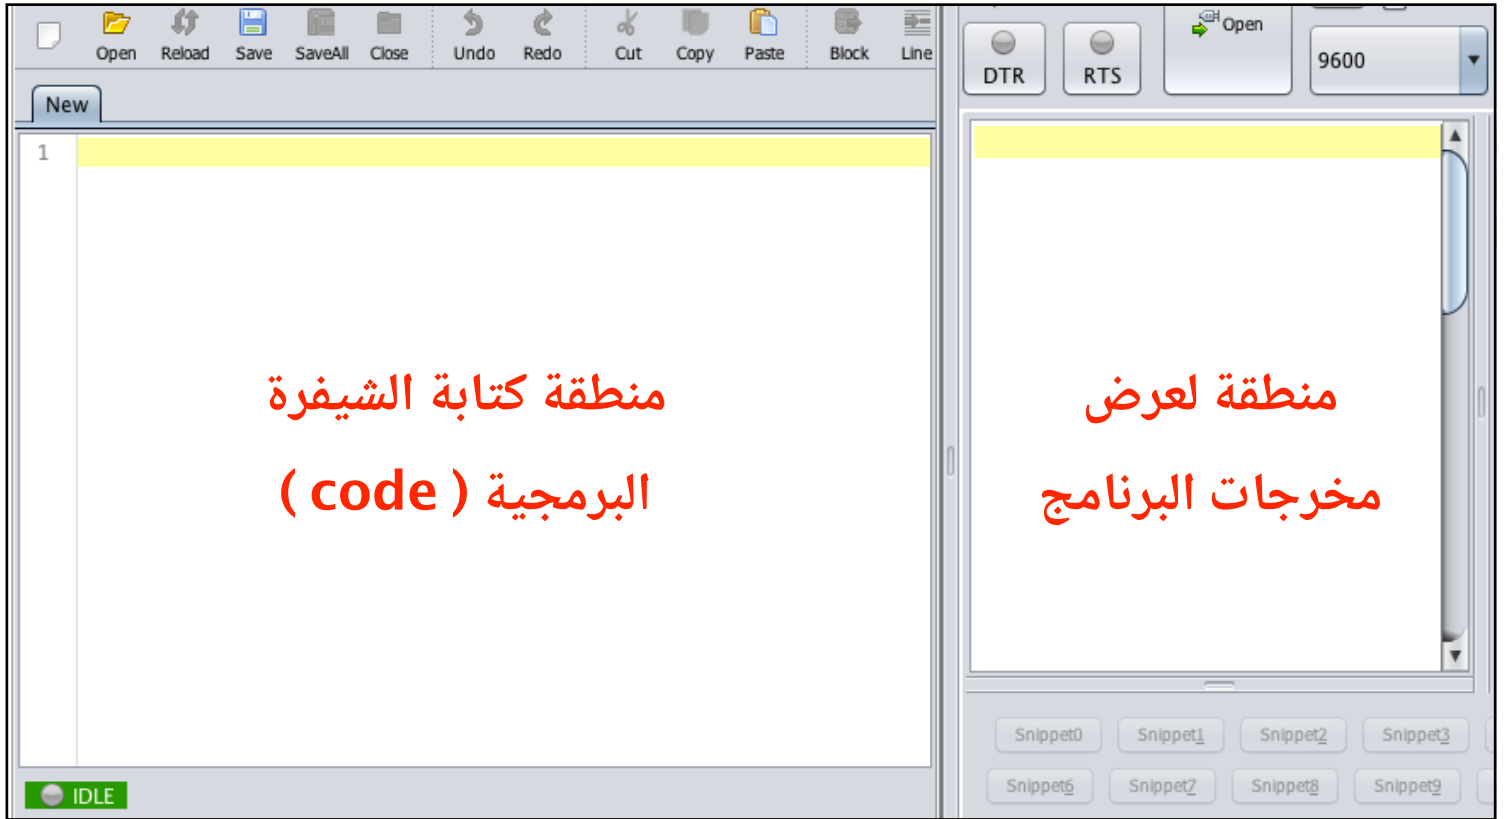 Open Reload Save SaveAll Close Undo Redo Cut Copy Paste Block Line
New
1
منطقة كتابة الشيفرة
البرمجية ( code )
IDLE
DTR RTS Open 9600
منطقة لعرض
مخرجات البرنامج
Snippet0 Snippet1 Snippet2 Snippet3
Snippet6 Snippet7 Snippet8 Snippet9